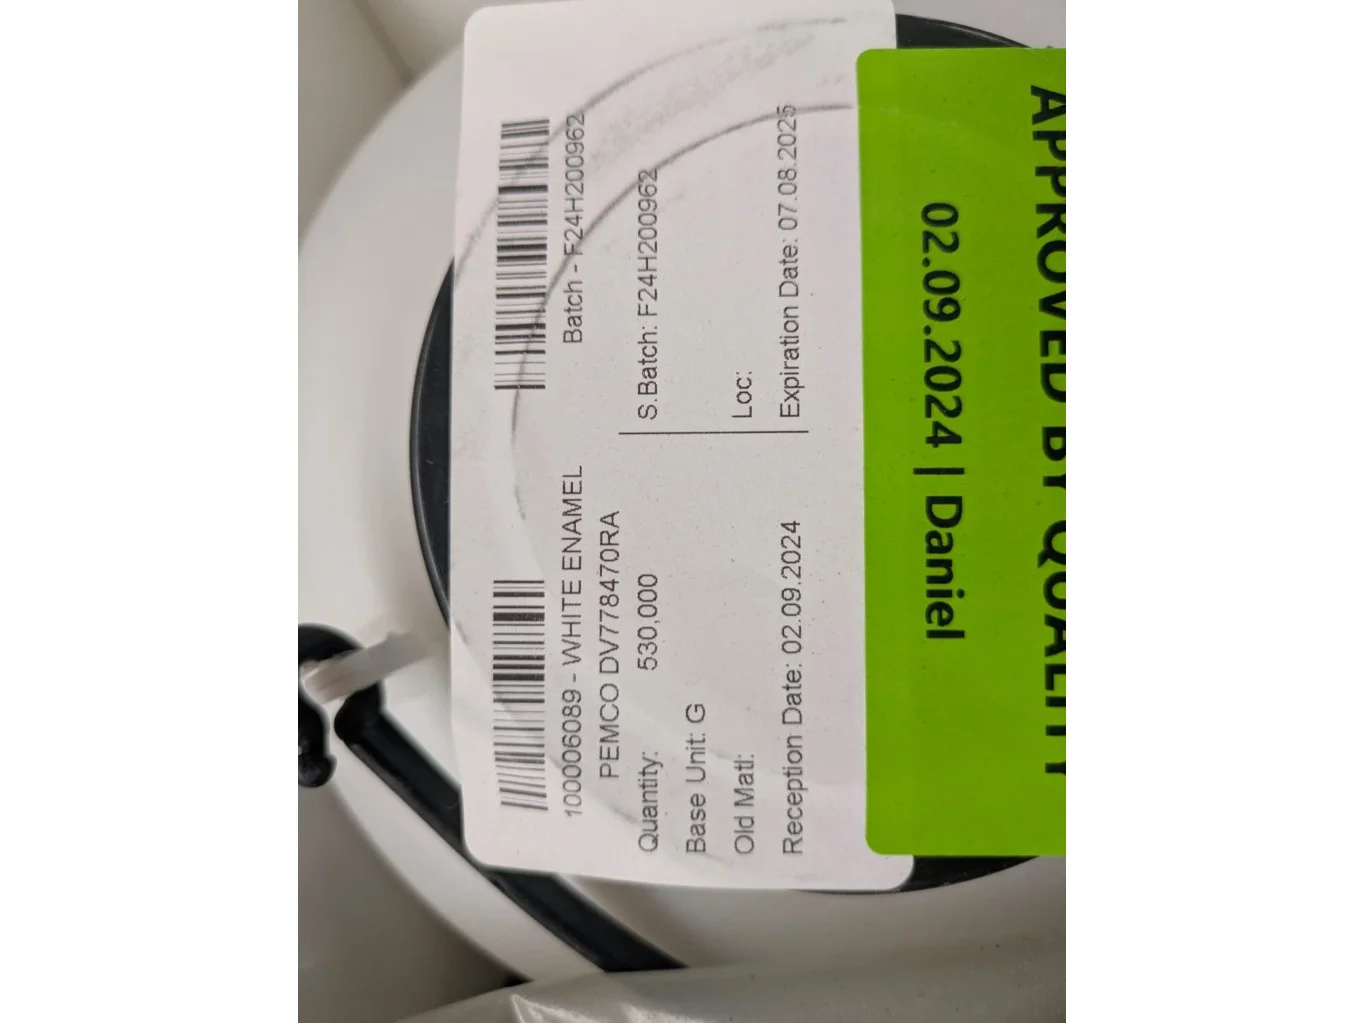 Batch - F24H200962
10006089 - WHITE ENAMEL
PEMCO DV778470RA
Quantity: 530,000
S.Batch: F24H200962
Base Unit: G
Old Matl:
Loc:
Reception Date: 02.09.2024
Expiration Date: 07.08.2025
APPROVED BY QUALITY
02.09.2024 | Daniel